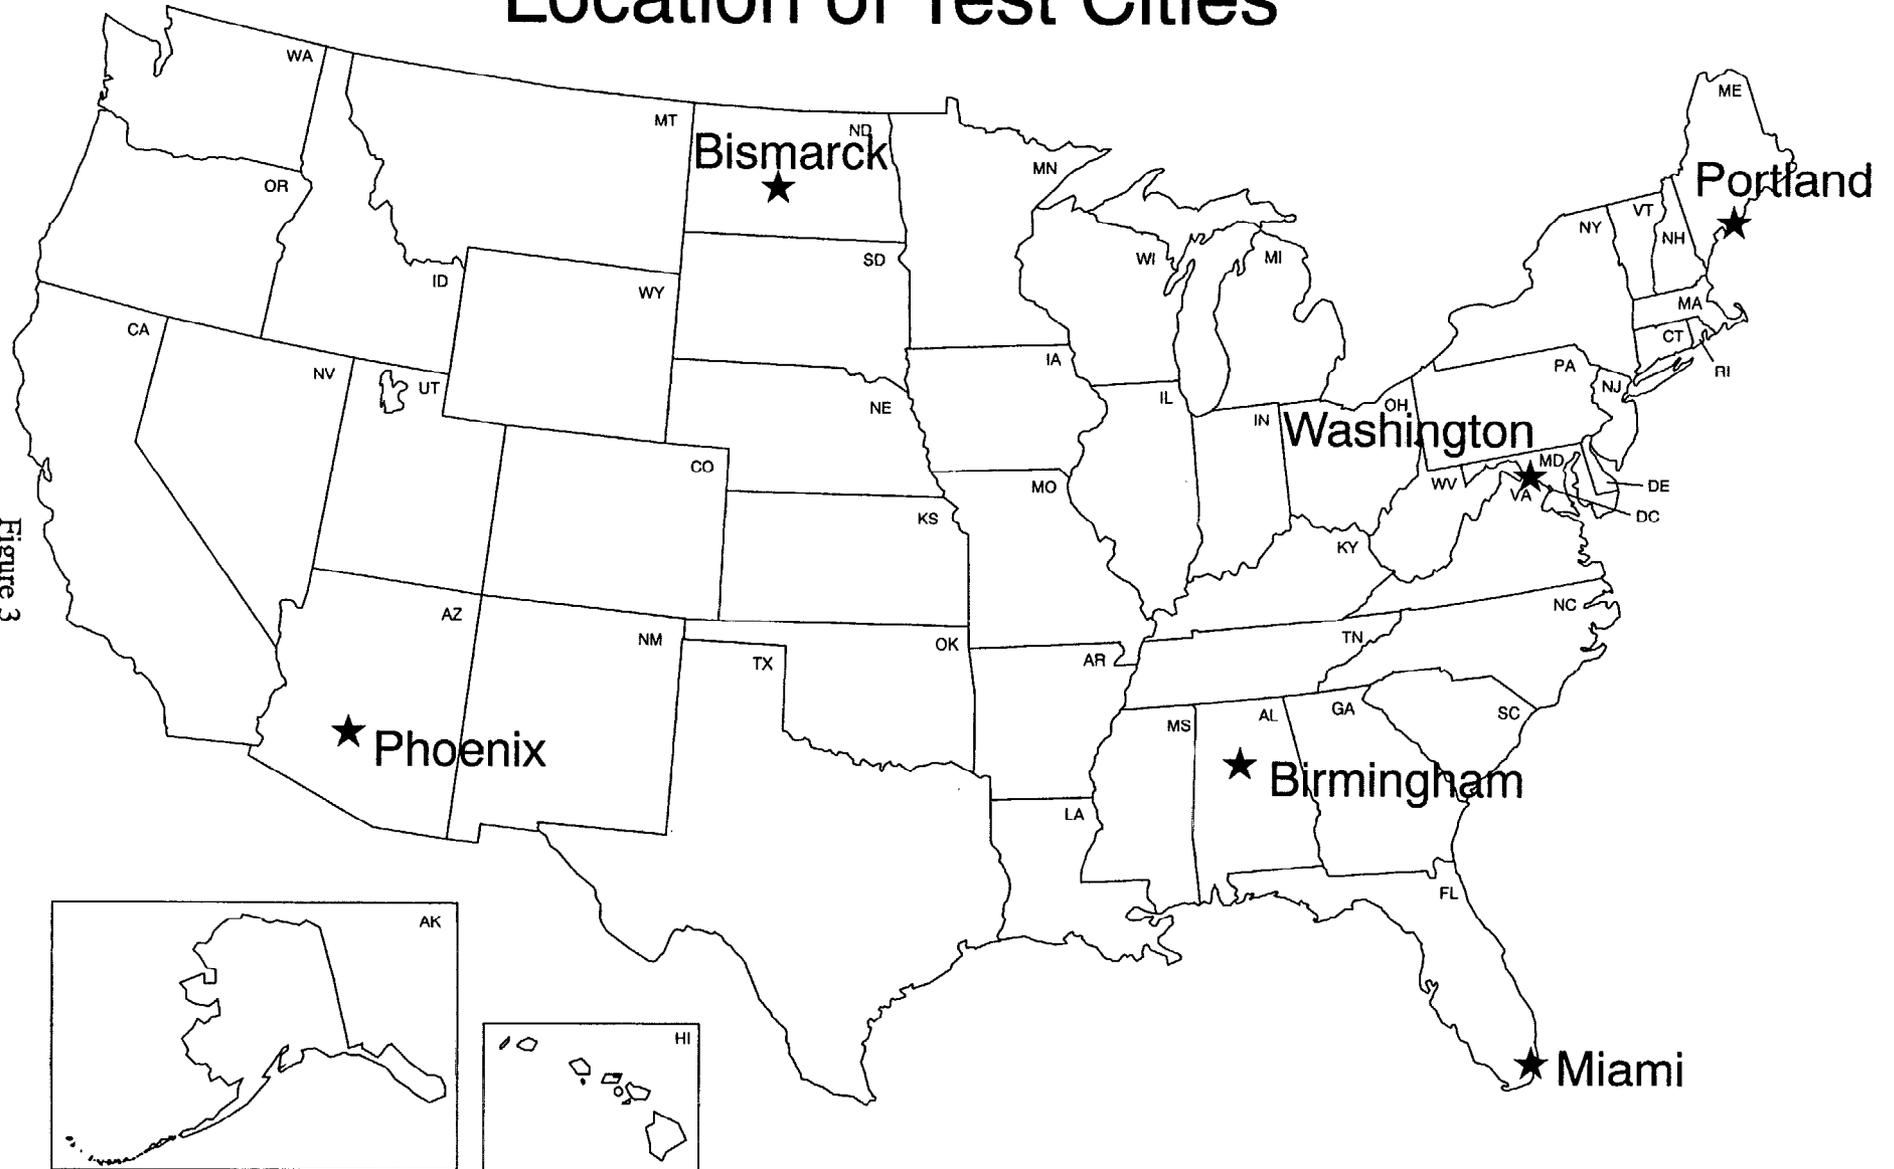 Location of Test Cities
WA
MT
ND
Bismarck
MN
ME
Portland
OR
VT
NY
NH
ID
SD
WI
MI
WY
MA
CA
CT
RI
NV
UT
IA
PA
NJ
NE
IL
IN
OH
Washington
CO
MO
WV
MD
VA
DE
DC
KS
KY
AZ
NM
TX
OK
AR
TN
NC
Phoenix
MS
AL
GA
SC
Birmingham
LA
FL
AK
HI
Miami
Figure 3